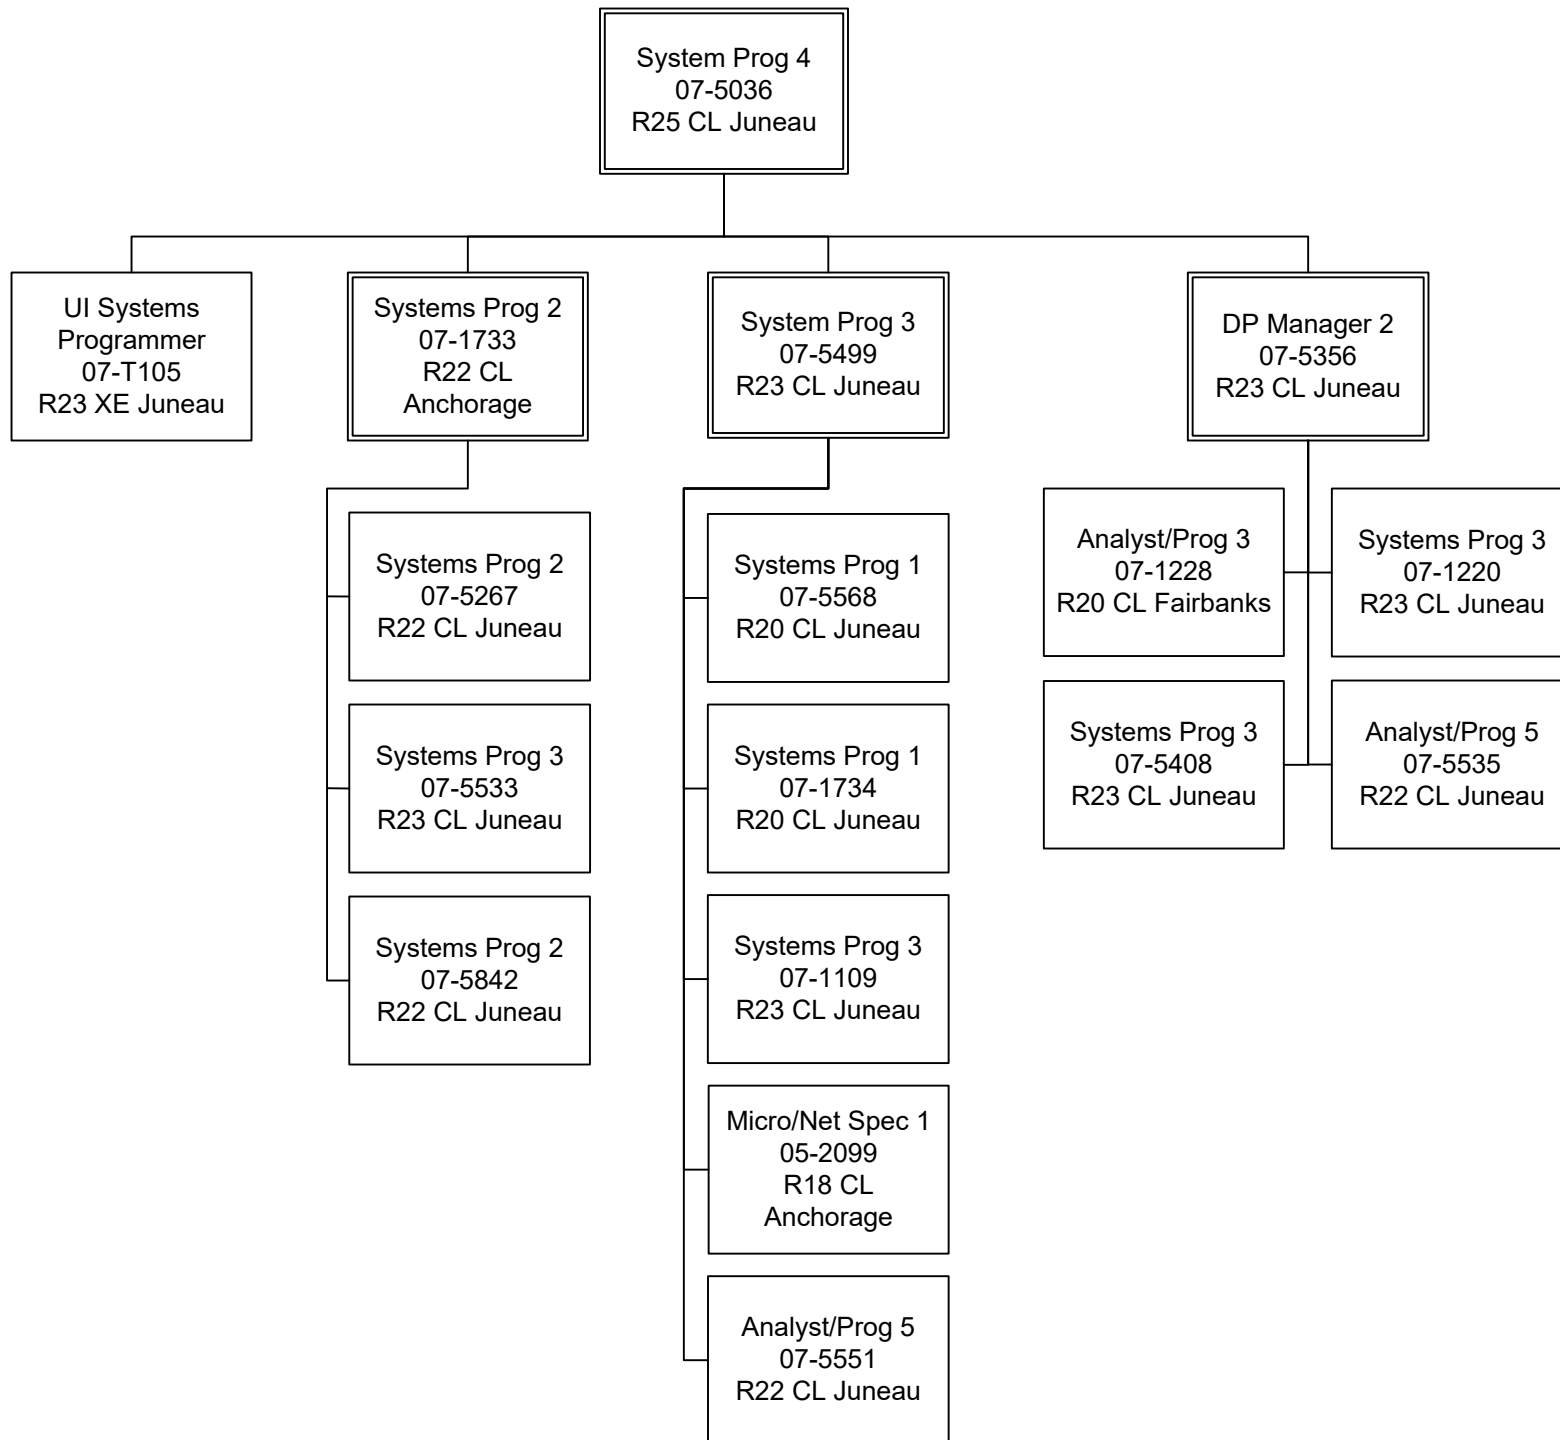 System Prog 4
07-5036
R25 CL Juneau
UI Systems
Programmer
07-T105
R23 XE Juneau
Systems Prog 2
07-1733
R22 CL
Anchorage
System Prog 3
07-5499
R23 CL Juneau
DP Manager 2
07-5356
R23 CL Juneau
Systems Prog 2
07-5267
R22 CL Juneau
Systems Prog 3
07-5533
R23 CL Juneau
Systems Prog 2
07-5842
R22 CL Juneau
Systems Prog 1
07-5568
R20 CL Juneau
Systems Prog 1
07-1734
R20 CL Juneau
Systems Prog 3
07-1109
R23 CL Juneau
Micro/Net Spec 1
05-2099
R18 CL
Anchorage
Analyst/Prog 5
07-5551
R22 CL Juneau
Analyst/Prog 3
07-1228
R20 CL Fairbanks
Systems Prog 3
07-1220
R23 CL Juneau
Systems Prog 3
07-5408
R23 CL Juneau
Analyst/Prog 5
07-5535
R22 CL Juneau